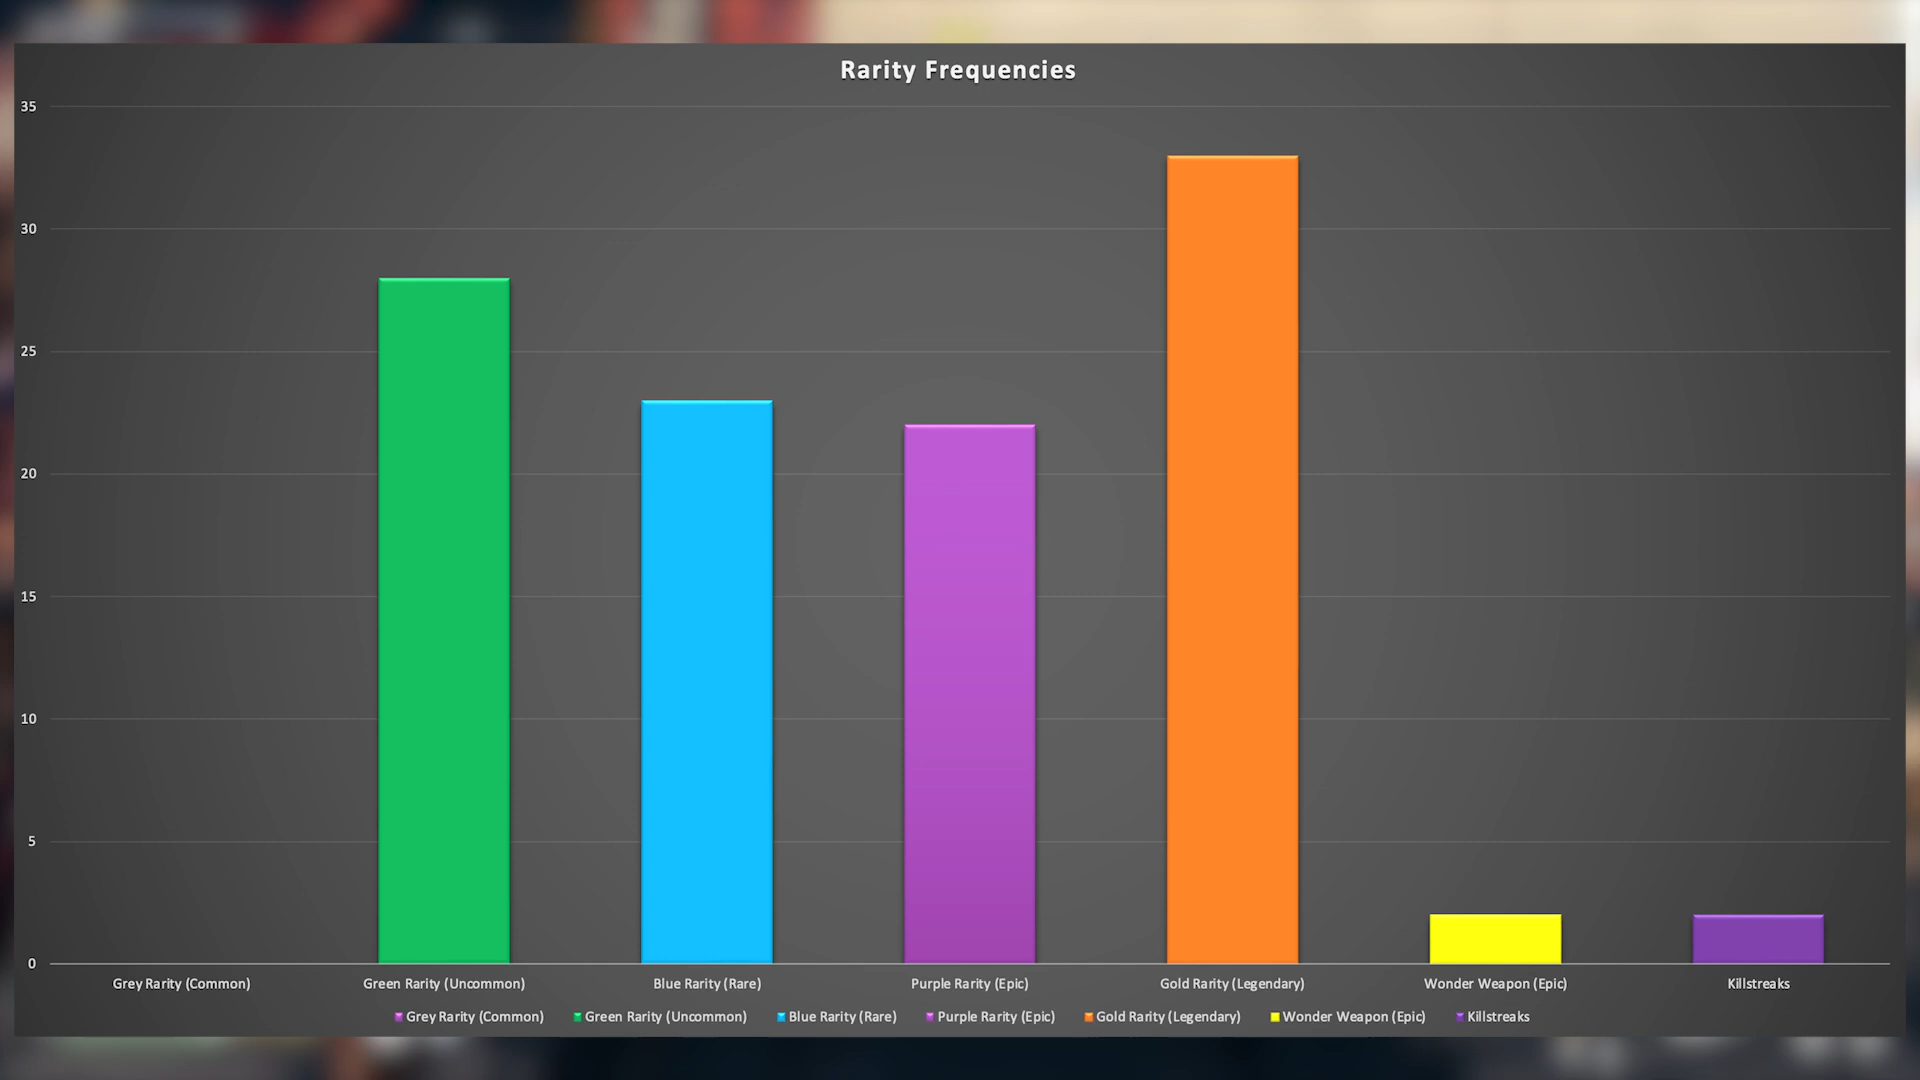 Rarity Frequencies
35
30
25
20
15
10
5
0
Grey Rarity (Common) Green Rarity (Uncommon) Blue Rarity (Rare) Purple Rarity (Epic) Gold Rarity (Legendary) Wonder Weapon (Epic) Killstreaks
Grey Rarity (Common) Green Rarity (Uncommon) Blue Rarity (Rare) Purple Rarity (Epic) Gold Rarity (Legendary) Wonder Weapon (Epic) Killstreaks